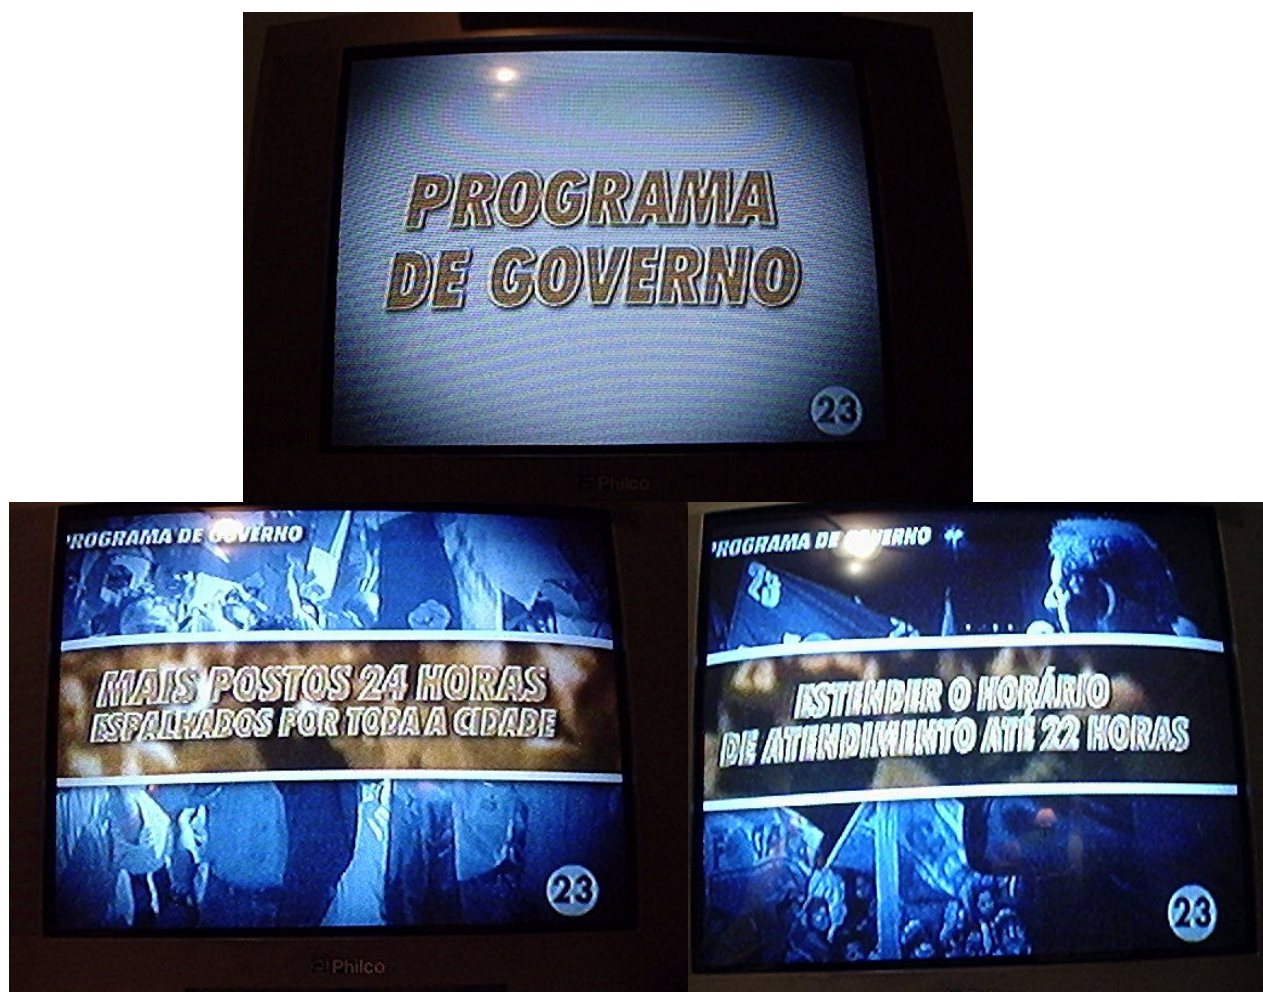 PROGRAMA
DE GOVERNO
23
Philco
PROGRAMA DE GOVERNO
MAIS POSTOS 24 HORAS
ESPALHADOS POR TODA A CIDADE
23
Philco
PROGRAMA DE GOVERNO
23
ESTENDER O HORÁRIO
DE ATENDIMENTO ATÉ 22 HORAS
23